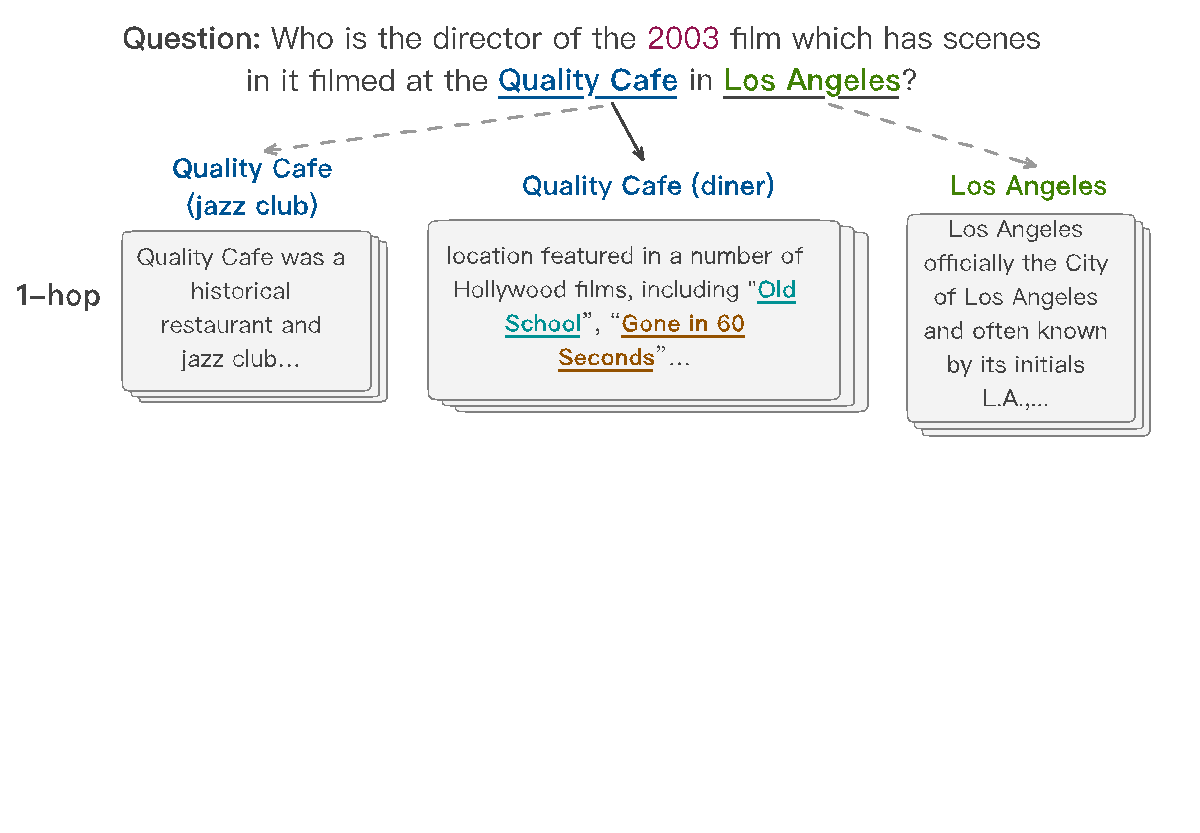 Question: Who is the director of the 2003 film which has scenes
in it filmed at the Quality Cafe in Los Angeles?
Quality Cafe
(jazz club)
Quality Cafe (diner)
Los Angeles
1–hop
Quality Cafe was a
historical
restaurant and
jazz club...
location featured in a number of
Hollywood films, including "Old
School”, “Gone in 60
Seconds”...
Los Angeles
officially the City
of Los Angeles
and often known
by its initials
L.A.,...